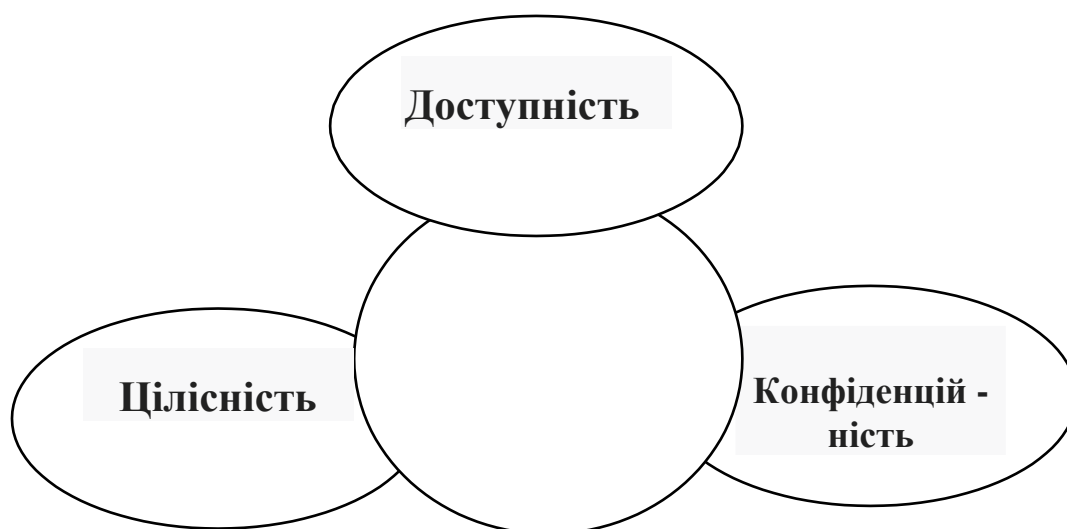 Доступність
Цілісність
Конфіденцій -
ність